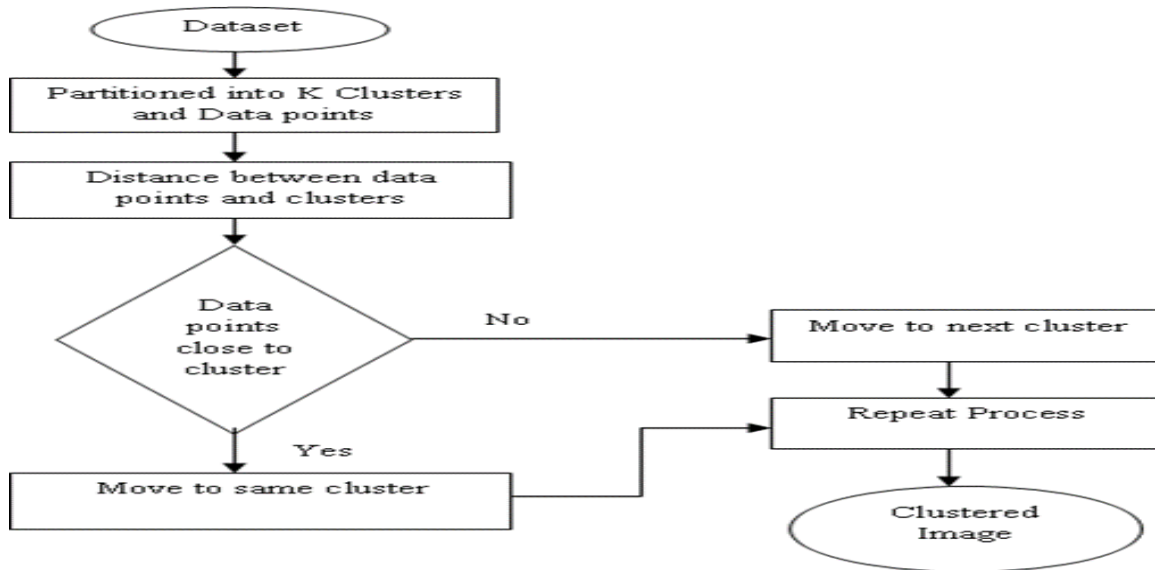 Dataset
Partitioned into K Clusters
and Data points
Distance between data
points and clusters
Data
points
close to
cluster
No
Move to next cluster
Repeat Process
Yes
Move to same cluster
Clustered
Image